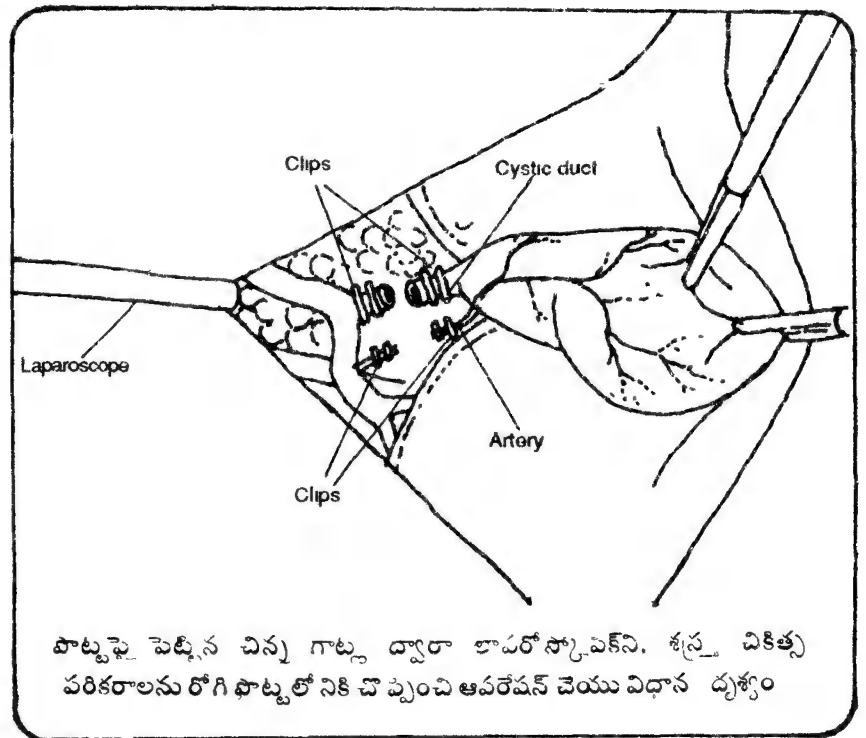 Clips
Cystic duct
Laparoscope
Artery
Clips
పొట్టపై పెట్టిన చిన్న గాట్ల ద్వారా లాపరోస్కోపిక్‌ని. శస్త్ర చికిత్స
పరికరాలను రోగి పొట్టలోనికి చొప్పించి ఆపరేషన్ చేయు విధాన దృశ్యం